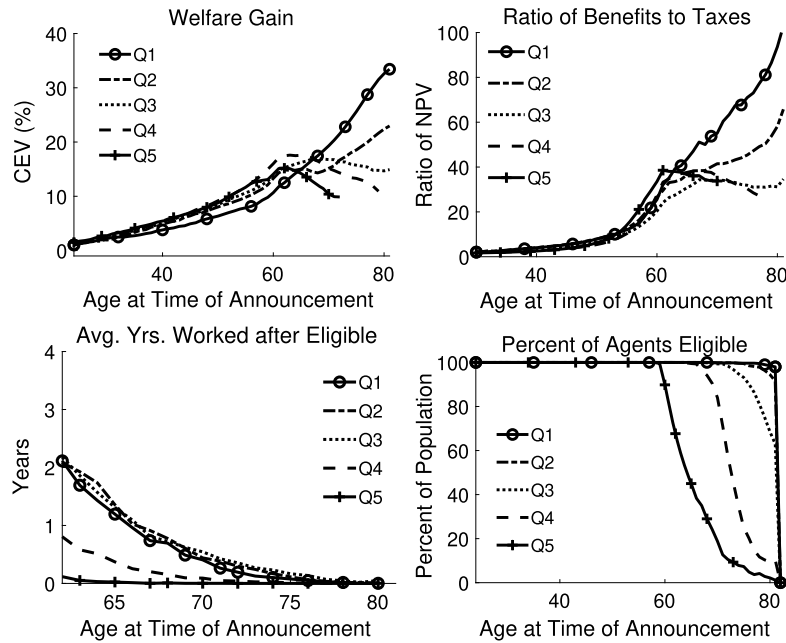 Welfare Gain
CEV (%)
40
30
20
10
0
40
60
80
Q1
Q2
Q3
Q4
Q5
Age at Time of Announcement
Ratio of Benefits to Taxes
Ratio of NPV
100
80
60
40
20
0
40
60
80
Q1
Q2
Q3
Q4
Q5
Age at Time of Announcement
Avg. Yrs. Worked after Eligible
Years
4
3
2
1
0
65
70
75
80
Q1
Q2
Q3
Q4
Q5
Age at Time of Announcement
Percent of Agents Eligible
Percent of Population
100
80
60
40
20
0
40
60
80
Q1
Q2
Q3
Q4
Q5
Age at Time of Announcement